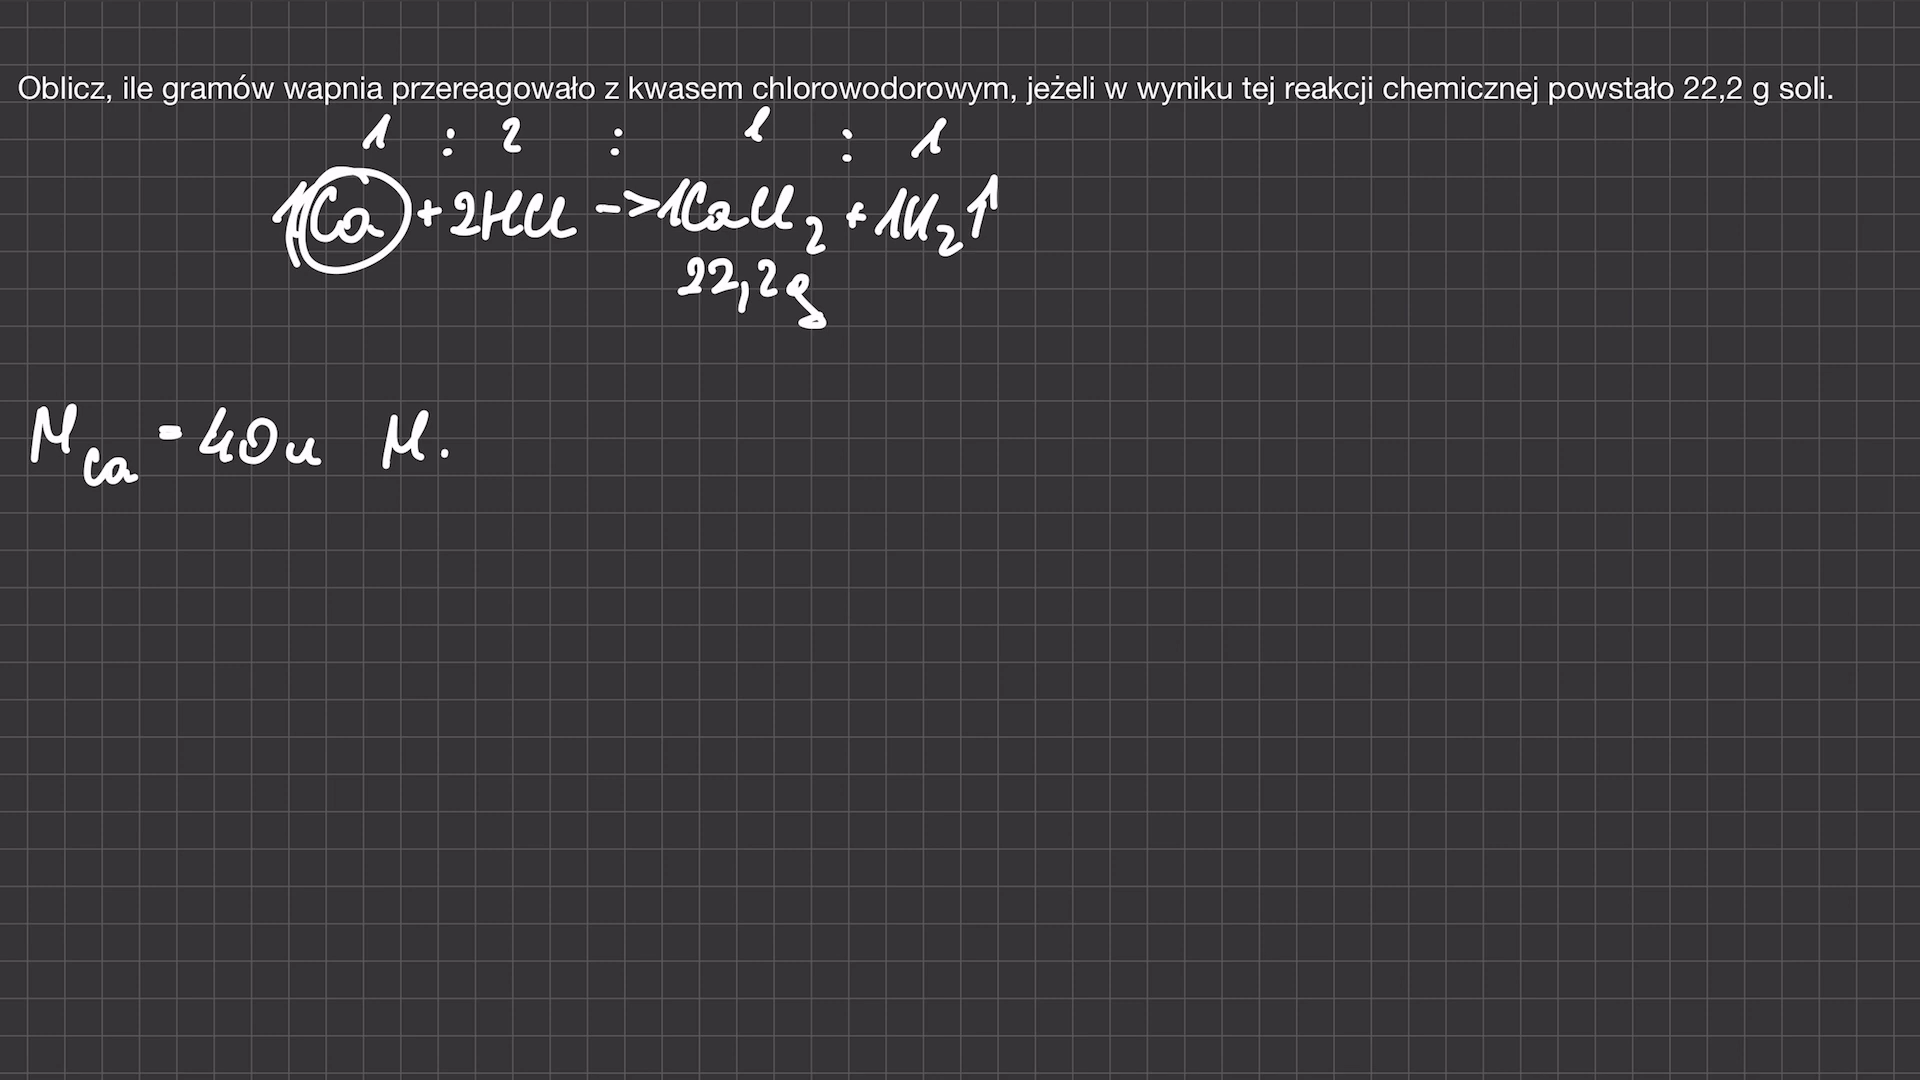 Oblicz, ile gramów wapnia przereagowało z kwasem chlorowodorowym, jeżeli w wyniku tej reakcji chemicznej powstało 22,2 g soli.
1 : 2 : 1 : 1
1Ca + 2HCl -> 1CaCl₂ + 1H₂↑
22,2g
M Ca = 40u M.